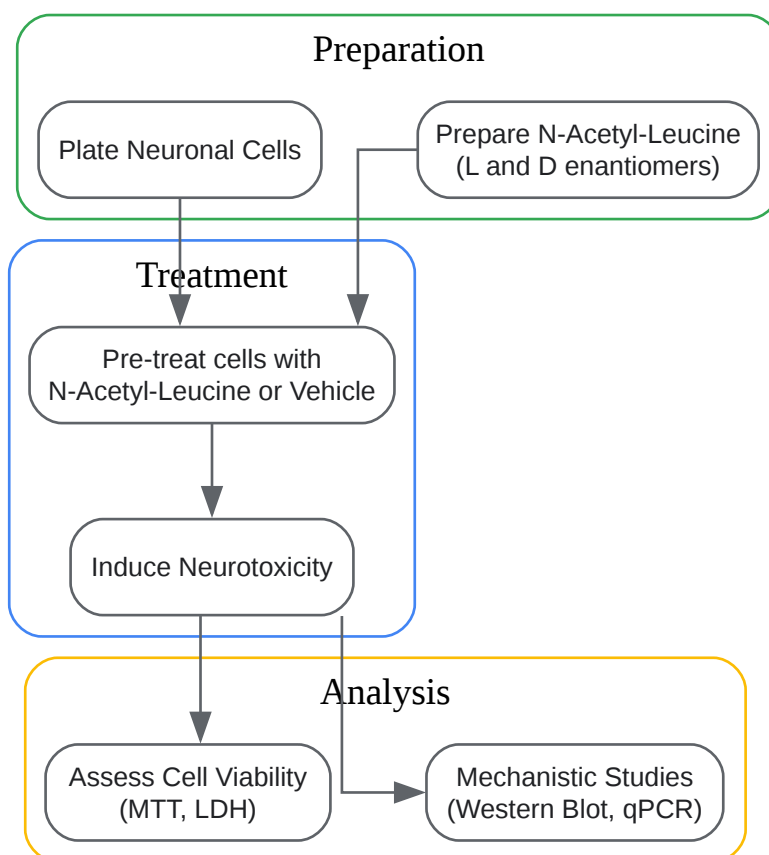 Preparation
Plate Neuronal Cells
Prepare N-Acetyl-Leucine
(L and D enantiomers)
Treatment
Pre-treat cells with
N-Acetyl-Leucine or Vehicle
Induce Neurotoxicity
Analysis
Assess Cell Viability
(MTT, LDH)
Mechanistic Studies
(Western Blot, qPCR)